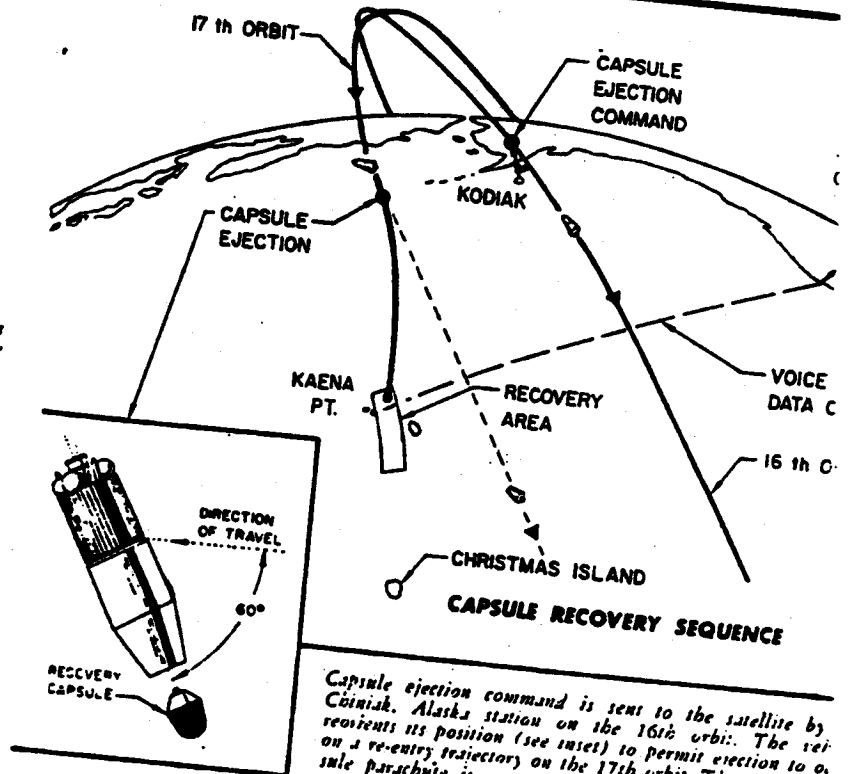 17 th ORBIT
CAPSULE
EJECTION
COMMAND
KODIAK
CAPSULE
EJECTION
KAENA
PT.
RECOVERY
AREA
VOICE
DATA C
16 th O
CHRISTMAS ISLAND
CAPSULE RECOVERY SEQUENCE
DIRECTION
OF TRAVEL
60°
RECOVERY
CAPSULE
Capsule ejection command is sent to the satellite by
Chiniak, Alaska station on the 16th orbit. The
reorients its position (see inset) to permit ejection to
on a re-entry trajectory on the 17th orbit.
sule parachute